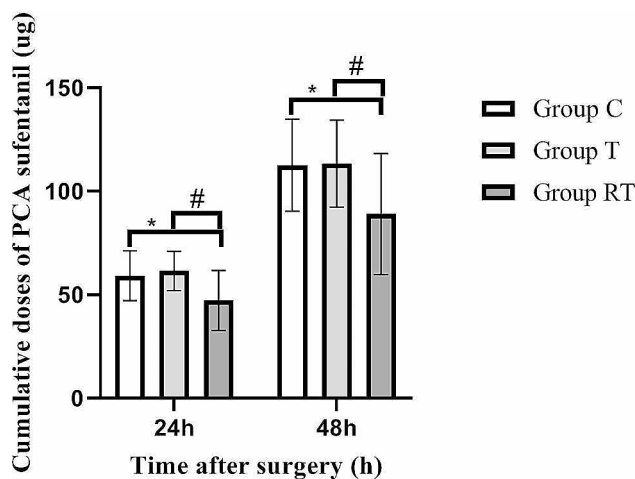 Cumulative doses of PCA sufentanil (ug)
150
100
50
0
*
#
*
#
24h
48h
Time after surgery (h)
Group C
Group T
Group RT